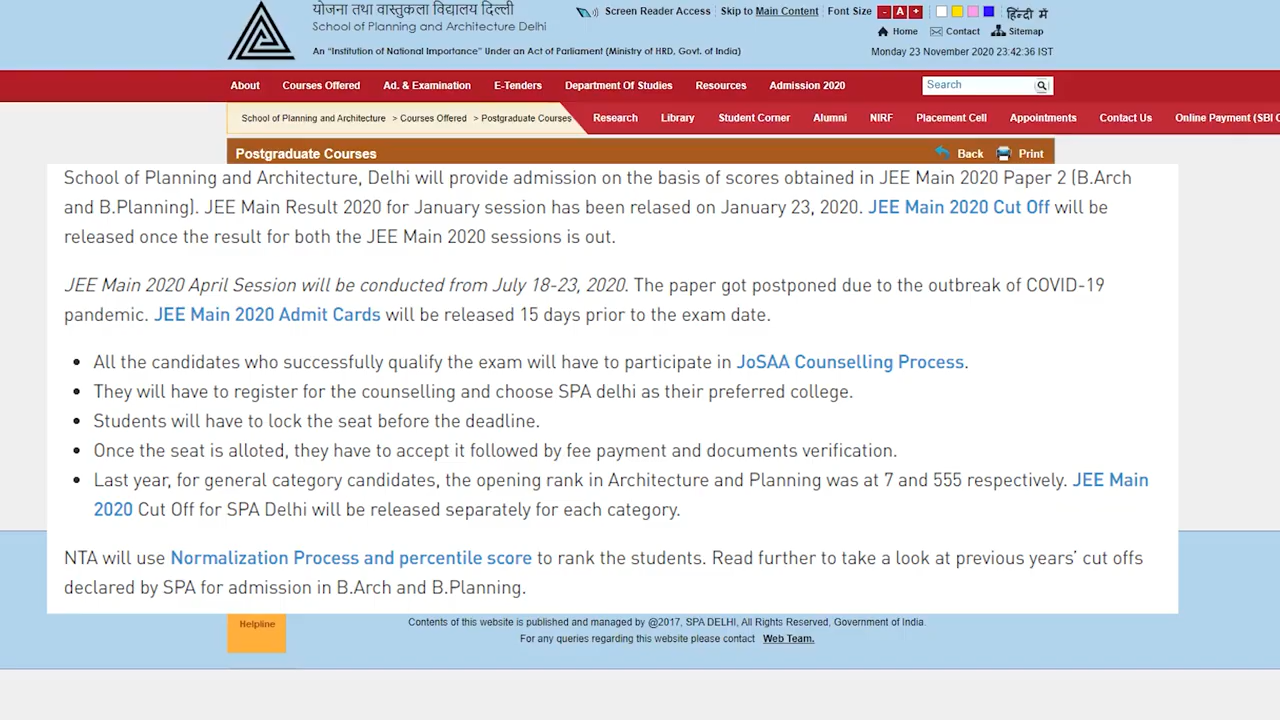 योजना तथा वास्तुकला विद्यालय दिल्ली
School of Planning and Architecture Delhi
An "Institution of National Importance" Under an Act of Parliament (Ministry of HRD, Govt. of India)
Screen Reader Access Skip to Main Content Font Size - A + हिन्दी में
Home Contact Sitemap
Monday 23 November 2020 23:42:36 IST
About Courses Offered Ad. & Examination E-Tenders Department Of Studies Resources Admission 2020 Search
School of Planning and Architecture > Courses Offered > Postgraduate Courses Research Library Student Corner Alumni NIRF Placement Cell Appointments Contact Us Online Payment (SBI
Postgraduate Courses Back Print
School of Planning and Architecture, Delhi will provide admission on the basis of scores obtained in JEE Main 2020 Paper 2 (B.Arch
and B.Planning). JEE Main Result 2020 for January session has been relased on January 23, 2020. JEE Main 2020 Cut Off will be
released once the result for both the JEE Main 2020 sessions is out.
JEE Main 2020 April Session will be conducted from July 18-23, 2020. The paper got postponed due to the outbreak of COVID-19
pandemic. JEE Main 2020 Admit Cards will be released 15 days prior to the exam date.
• All the candidates who successfully qualify the exam will have to participate in JoSAA Counselling Process.
• They will have to register for the counselling and choose SPA delhi as their preferred college.
• Students will have to lock the seat before the deadline.
• Once the seat is alloted, they have to accept it followed by fee payment and documents verification.
• Last year, for general category candidates, the opening rank in Architecture and Planning was at 7 and 555 respectively. JEE Main
2020 Cut Off for SPA Delhi will be released separately for each category.
NTA will use Normalization Process and percentile score to rank the students. Read further to take a look at previous years' cut offs
declared by SPA for admission in B.Arch and B.Planning.
Helpline
Contents of this website is published and managed by @2017, SPA DELHI, All Rights Reserved, Government of India.
For any queries regarding this website please contact Web Team.